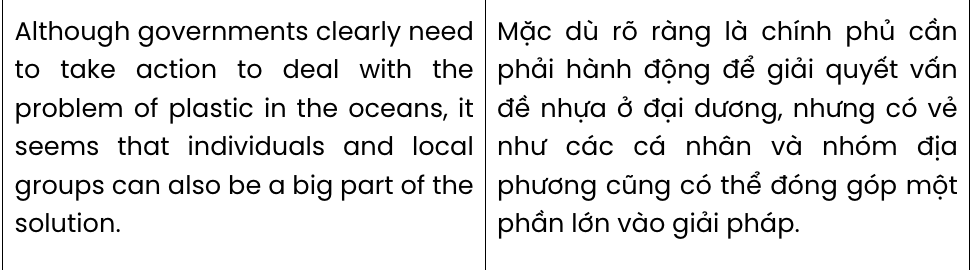 Although governments clearly need
to take action to deal with the
problem of plastic in the oceans, it
seems that individuals and local
groups can also be a big part of the
solution.
Mặc dù rõ ràng là chính phủ cần
phải hành động để giải quyết vấn
đề nhựa ở đại dương, nhưng có vẻ
như các cá nhân và nhóm địa
phương cũng có thể đóng góp một
phần lớn vào giải pháp.